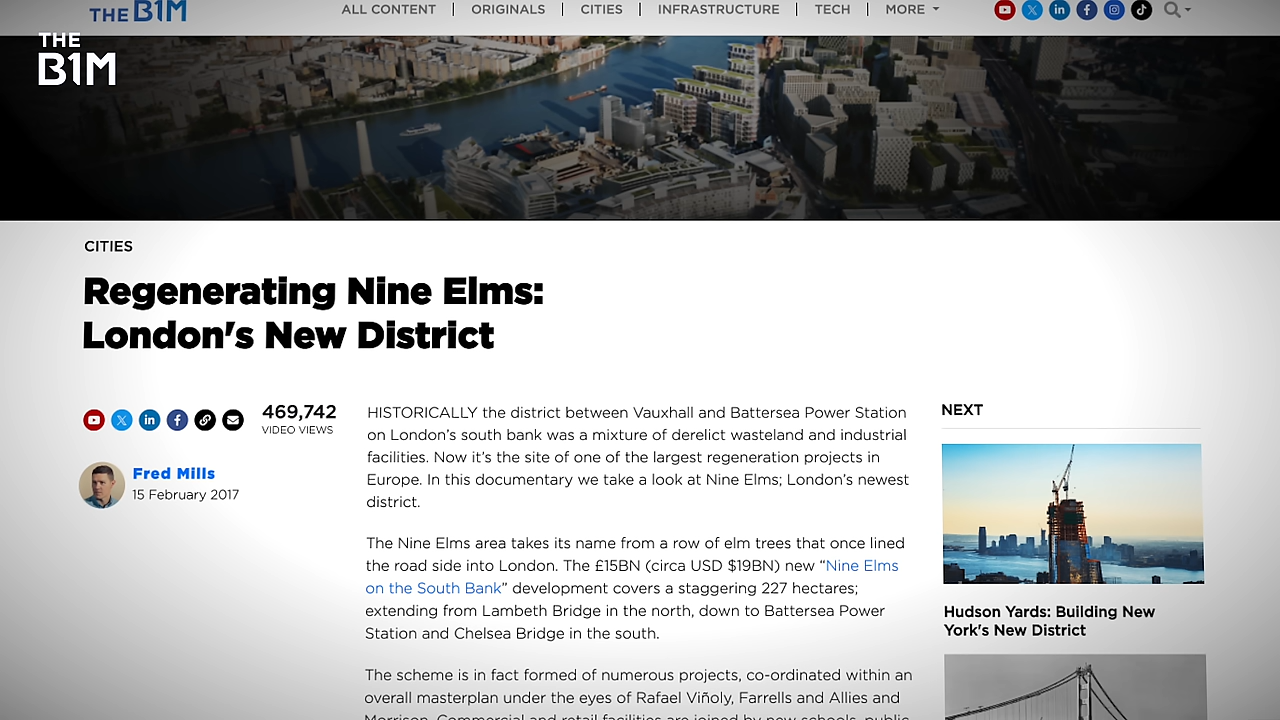 THE B1M
ALL CONTENT
ORIGINALS
CITIES
INFRASTRUCTURE
TECH
MORE
THE
B1M
CITIES
Regenerating Nine Elms:
London's New District
469,742
VIDEO VIEWS
Fred Mills
15 February 2017
HISTORICALLY the district between Vauxhall and Battersea Power Station
on London’s south bank was a mixture of derelict wasteland and industrial
facilities. Now it’s the site of one of the largest regeneration projects in
Europe. In this documentary we take a look at Nine Elms; London’s newest
district.
The Nine Elms area takes its name from a row of elm trees that once lined
the road side into London. The £15BN (circa USD $19BN) new “Nine Elms
on the South Bank” development covers a staggering 227 hectares;
extending from Lambeth Bridge in the north, down to Battersea Power
Station and Chelsea Bridge in the south.
The scheme is in fact formed of numerous projects, co-ordinated within an
overall masterplan under the eyes of Rafael Viñoly, Farrells and Allies and
Morrison. Commercial and retail facilities are joined by new schools, public
NEXT
Hudson Yards: Building New
York's New District